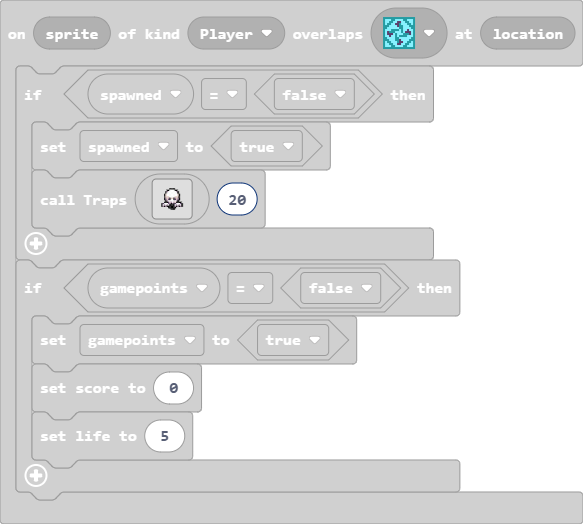 on sprite of kind Player overlaps at location
if spawned = false then
set spawned to true
call Traps 20
if gamepoints = false then
set gamepoints to true
set score to 0
set life to 5